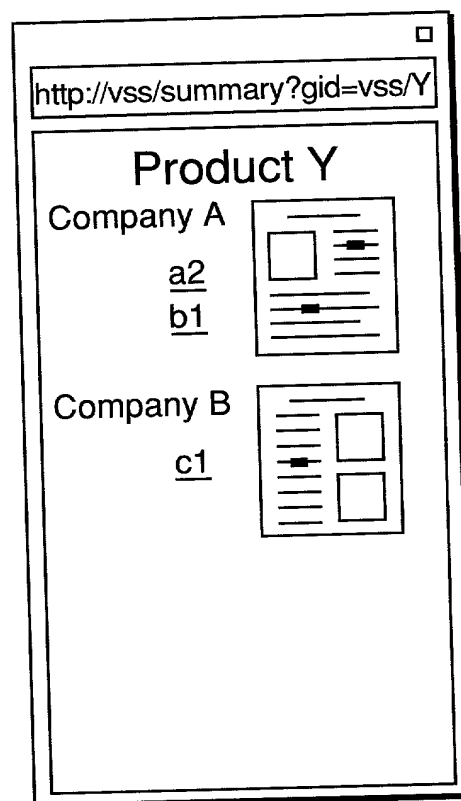 http://vss/summary?gid=vss/Y
Product Y
Company A
a2
b1
Company B
c1